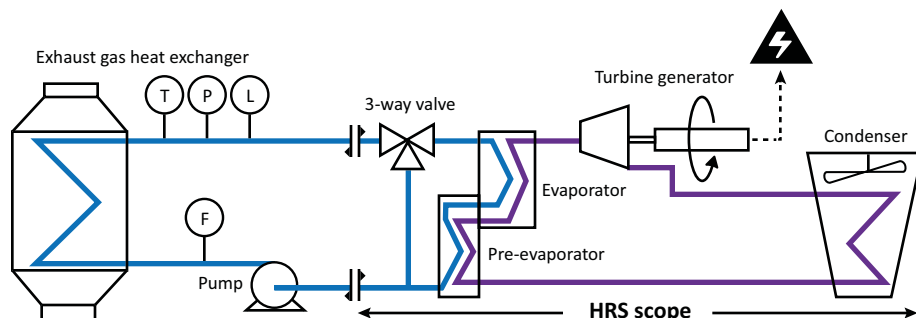 Exhaust gas heat exchanger
T
P
L
3-way valve
Turbine generator
Condenser
Evaporator
F
Pre-evaporator
Pump
HRS scope